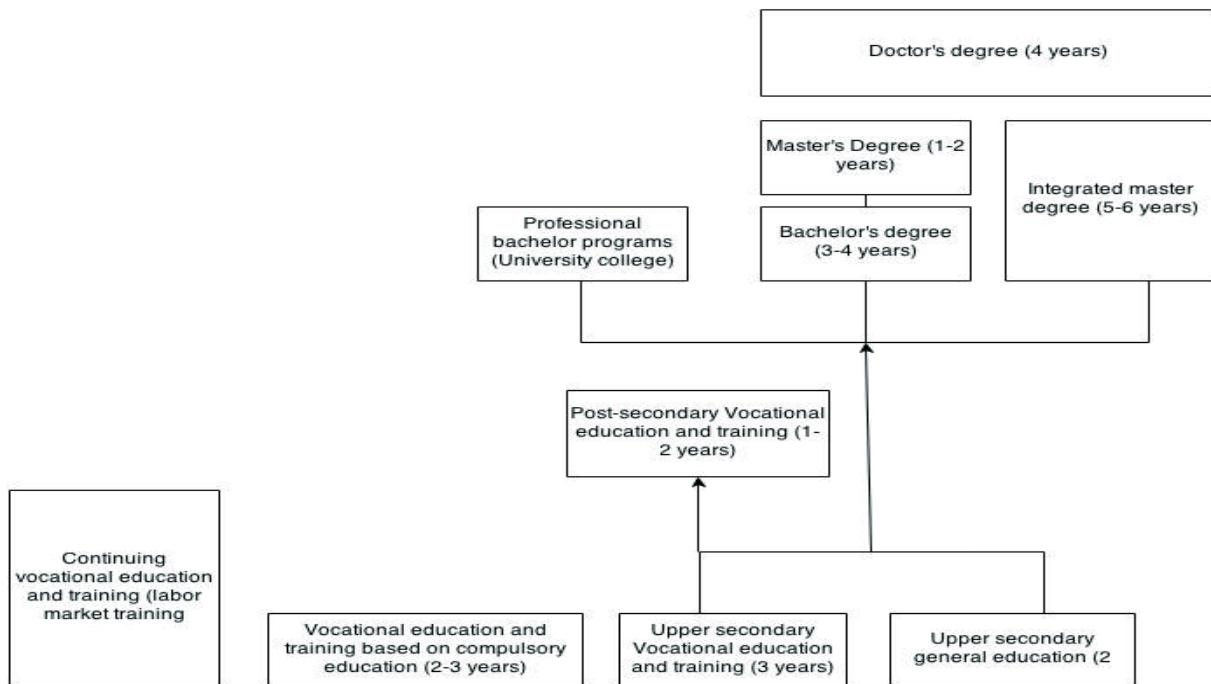 Doctor's degree (4 years)
Master's Degree (1-2
years)
Integrated master
degree (5-6 years)
Professional
bachelor programs
(University college)
Bachelor's degree
(3-4 years)
Post-secondary Vocational
education and training (1-
2 years)
Continuing
vocational education
and training (labor
market training
Vocational education and
training based on compulsory
education (2-3 years)
Upper secondary
Vocational education
and training (3 years)
Upper secondary
general education (2